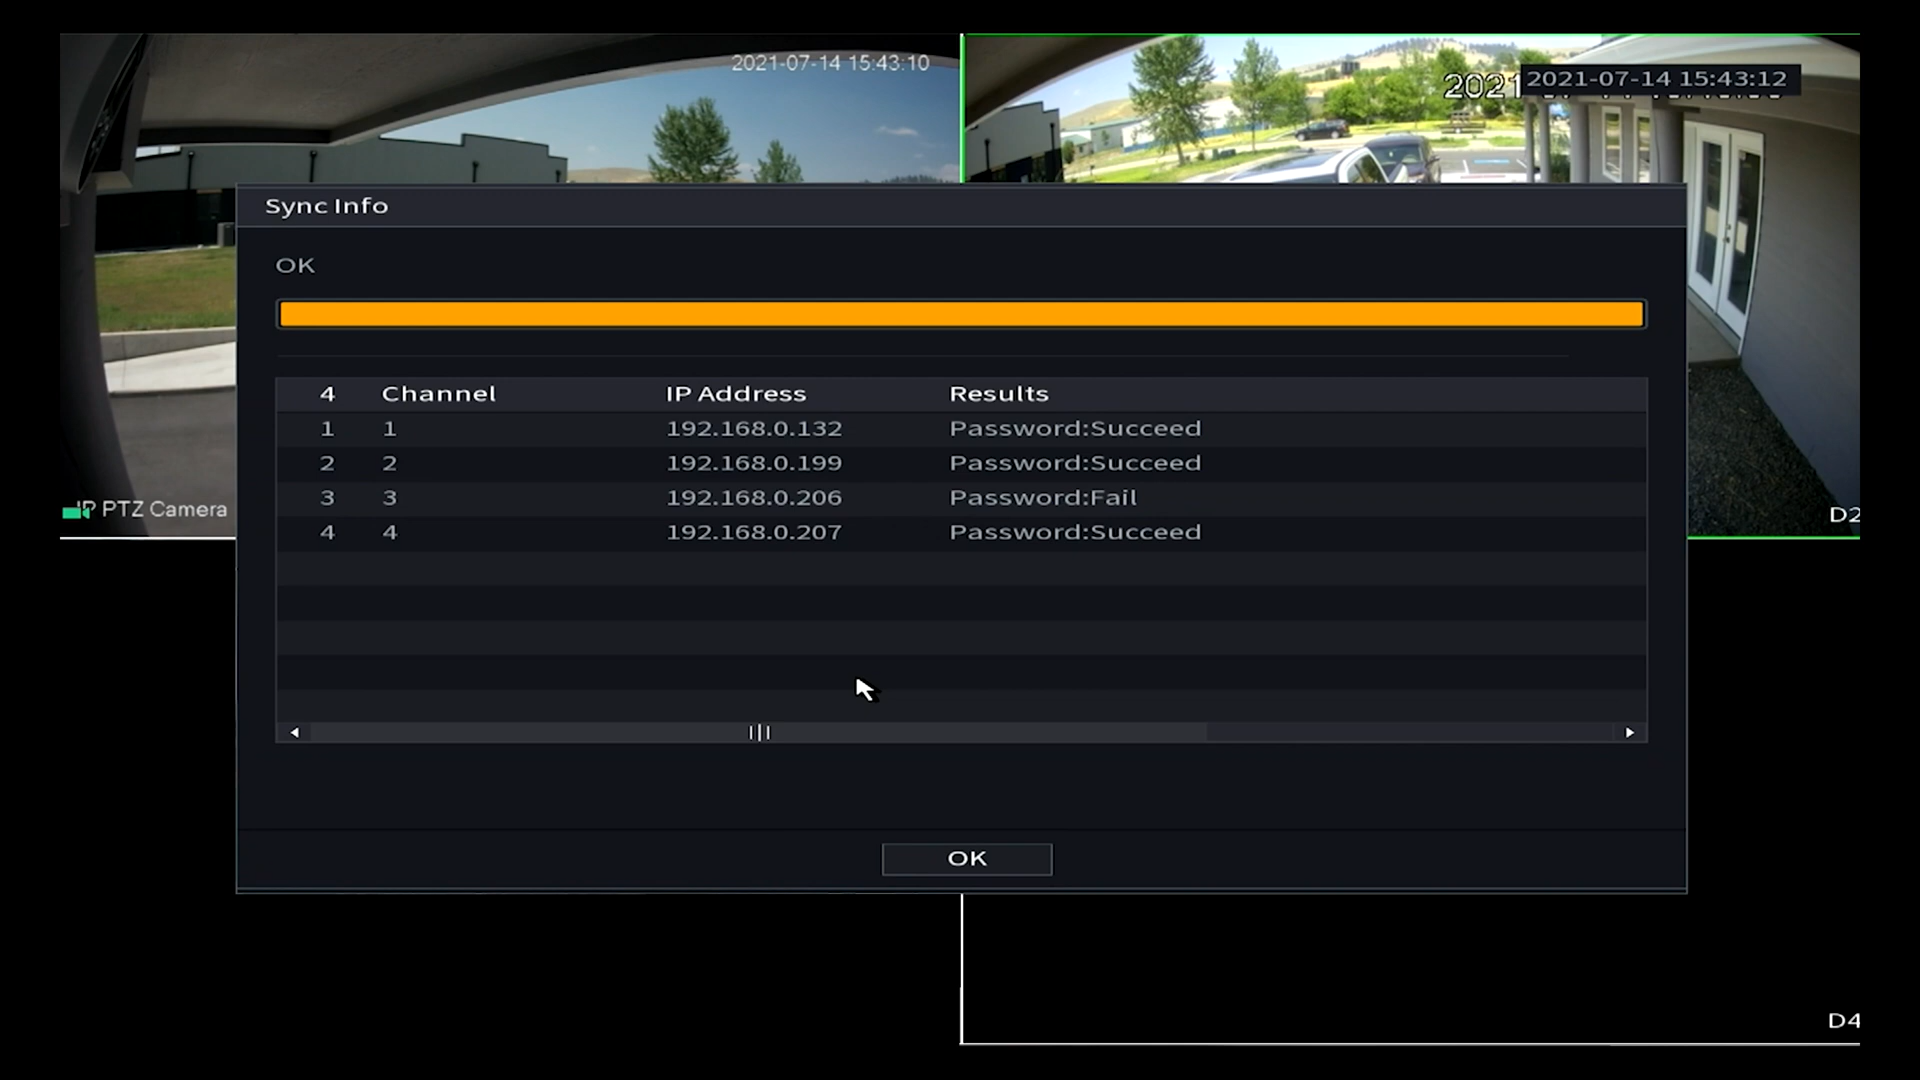 2021-07-14 15:43:10
2021
2021-07-14 15:43:12
Sync Info
OK
4 Channel IP Address Results
1 1 192.168.0.132 Password:Succeed
2 2 192.168.0.199 Password:Succeed
3 3 192.168.0.206 Password:Fail
4 4 192.168.0.207 Password:Succeed
IP PTZ Camera
D2
OK
D4